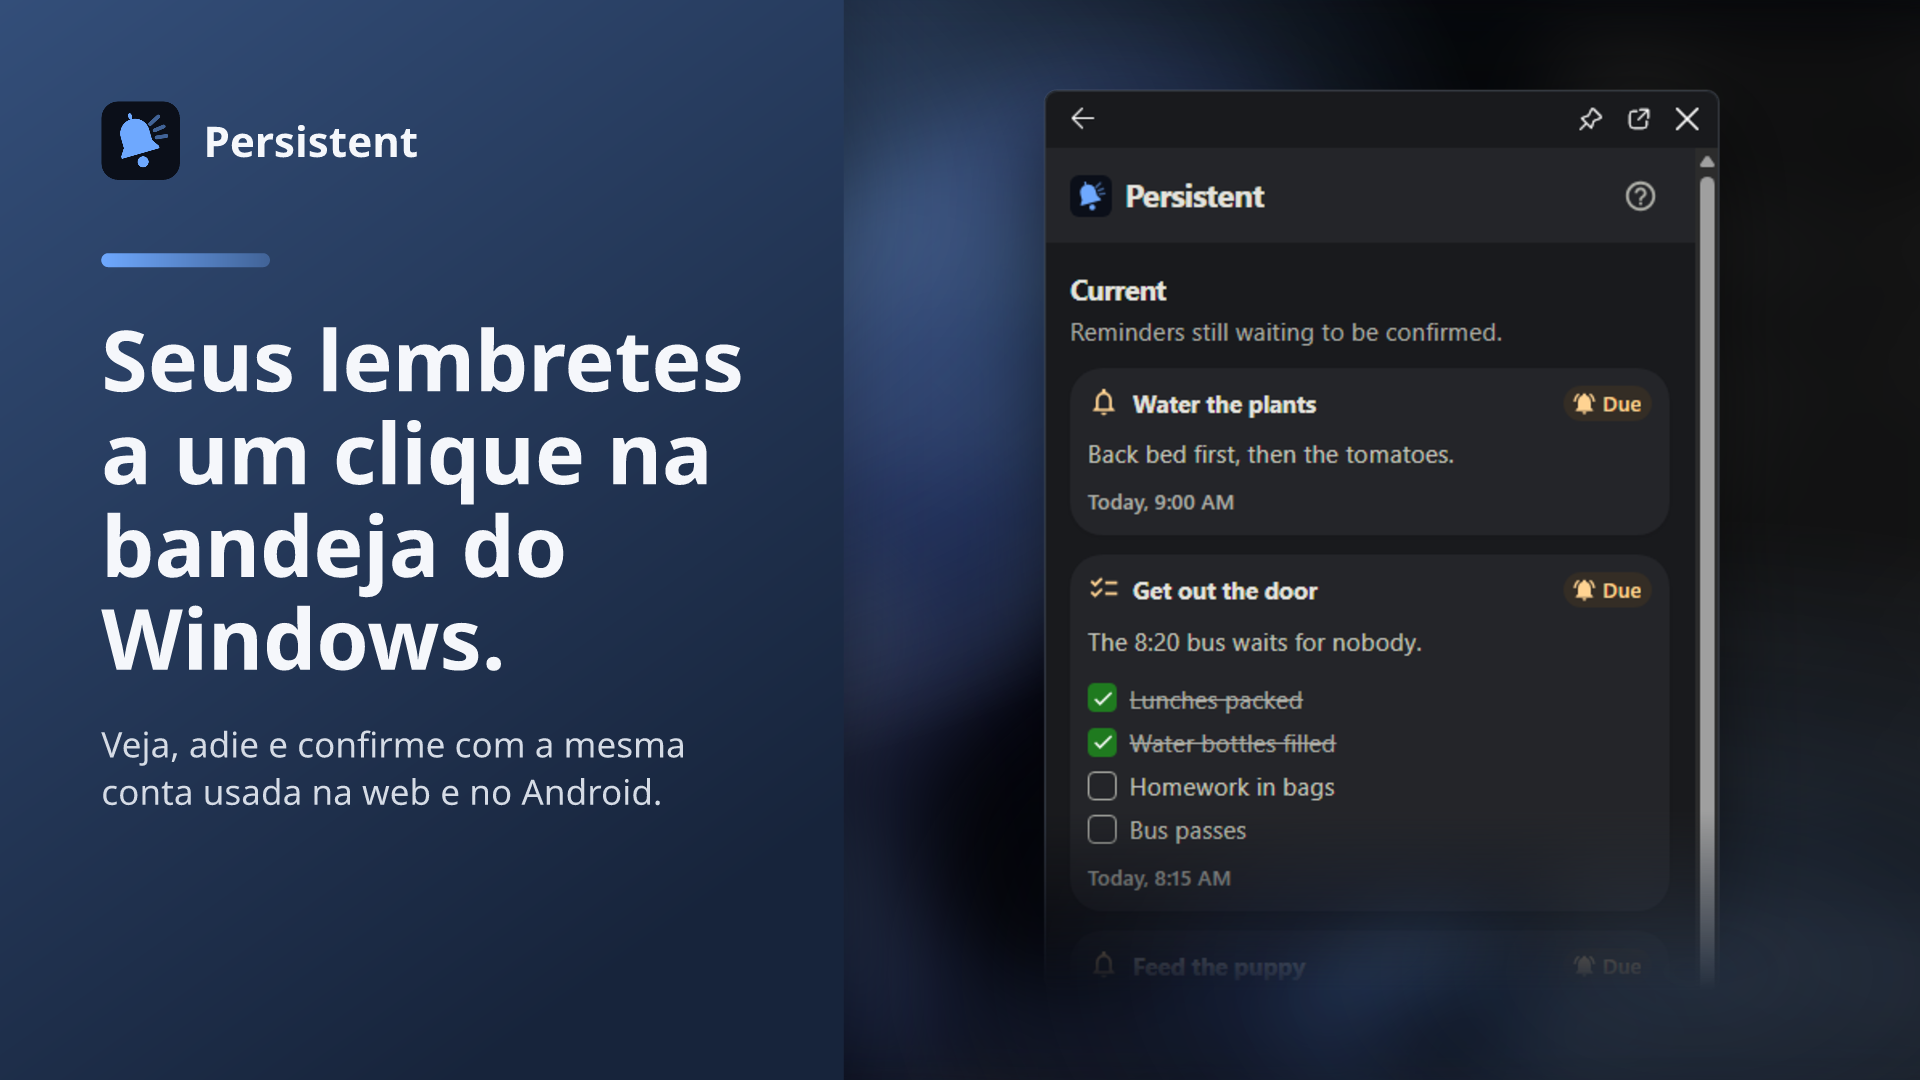 Persistent
Seus lembretes
a um clique na
bandeja do
Windows.
Veja, adie e confirme com a mesma
conta usada na web e no Android.
Persistent
Current
Reminders still waiting to be confirmed.
Water the plants
Due
Back bed first, then the tomatoes.
Today, 9:00 AM
Get out the door
Due
The 8:20 bus waits for nobody.
Lunches packed
Water bottles filled
Homework in bags
Bus passes
Today, 8:15 AM
Feed the puppy
Due